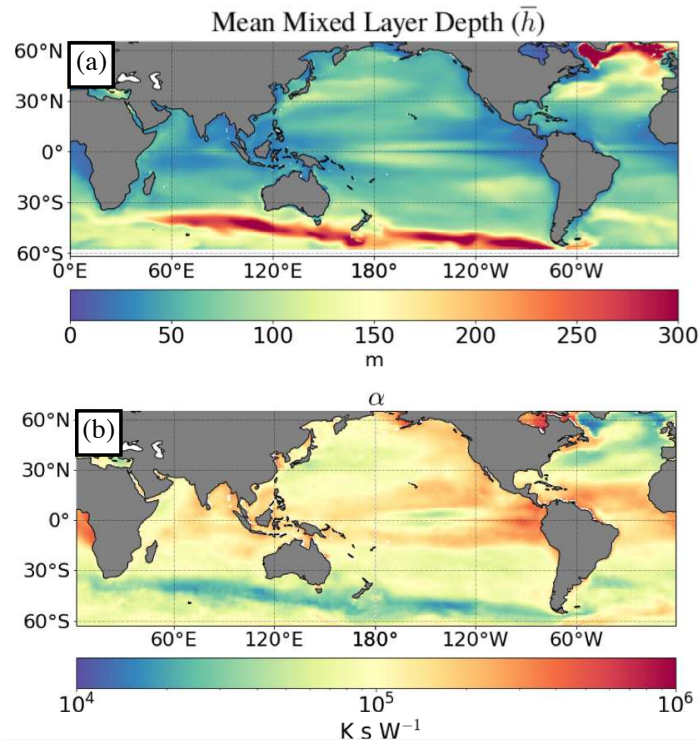 Mean Mixed Layer Depth (h̅)
(a)
60°N
30°N
0°
30°S
60°S
0°E 60°E 120°E 180° 120°W 60°W
0 50 100 150 200 250 300
m
α
(b)
60°N
30°N
0°
30°S
60°S
60°E 120°E 180° 120°W 60°W
10⁴ 10⁵ 10⁶
K s W⁻¹